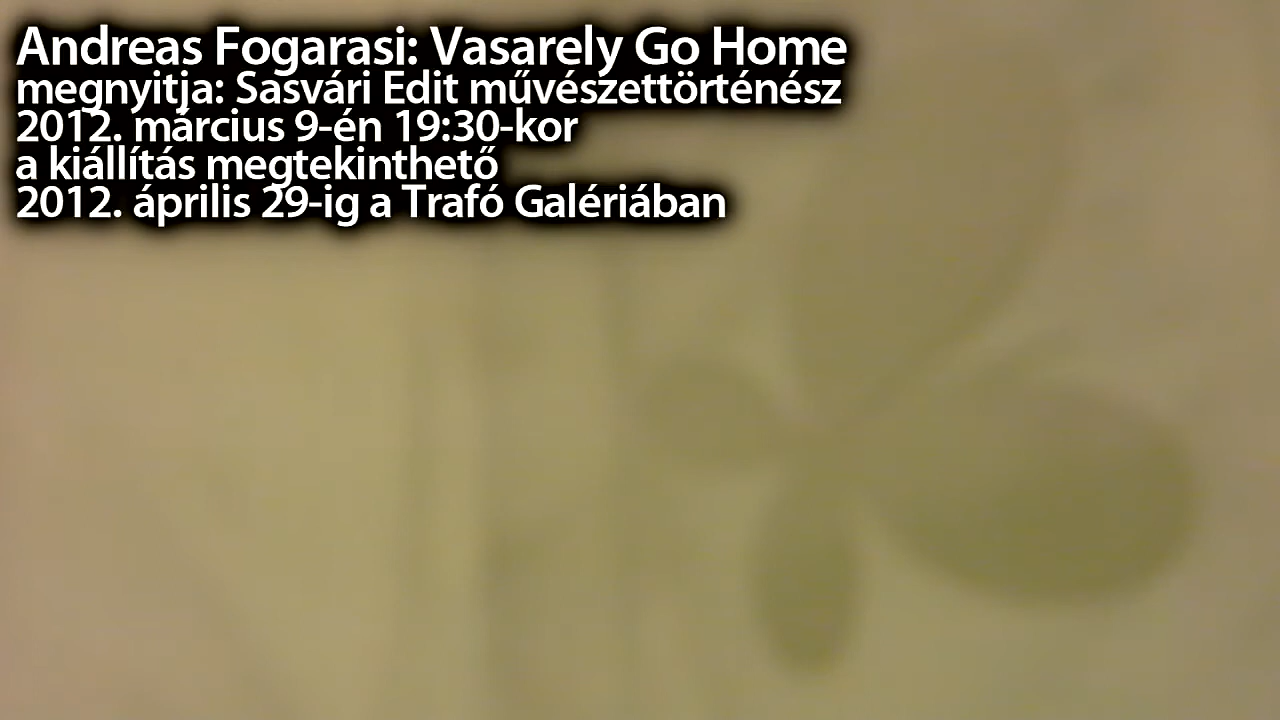 Andreas Fogarasi: Vasarely Go Home
megnyitja: Sasvári Edit művészettörténész
2012. március 9-én 19:30-kor
a kiállítás megtekinthető
2012. április 29-ig a Trafó Galériában